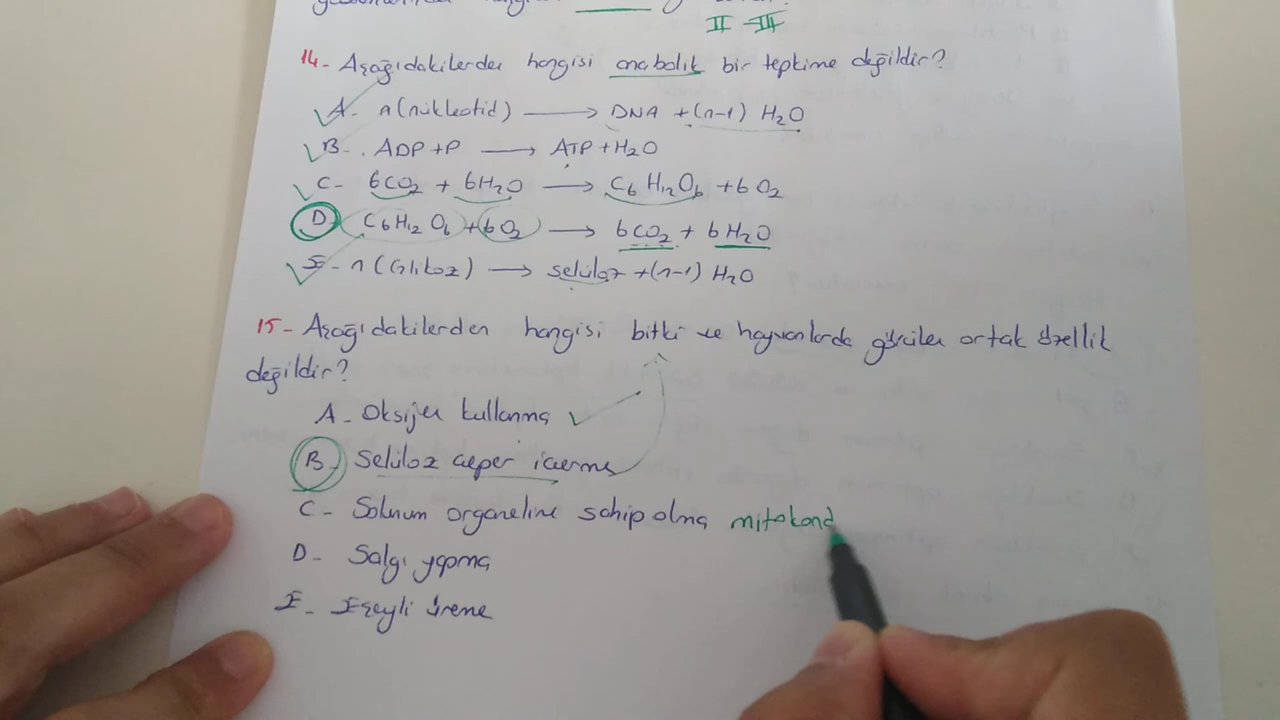 II III
14- Aşağıdakilerden hangisi anabolik bir tepkime değildir?
A- n(nükleotid) → DNA + (n-1) H₂O
B- ADP + P → ATP + H₂O
C- 6CO₂ + 6H₂O → C₆H₁₂O₆ + 6O₂
D- C₆H₁₂O₆ + 6O₂ → 6CO₂ + 6H₂O
E- n(Glikoz) → selüloz + (n-1) H₂O
15- Aşağıdakilerden hangisi bitki ve hayvanlarda görülen ortak özellik
değildir?
A- Oksijen kullanma
B- Selüloz çeper içerme
C- Solunum organeline sahip olma mitokond
D- Salgı yapma
E- Eşeyli üreme